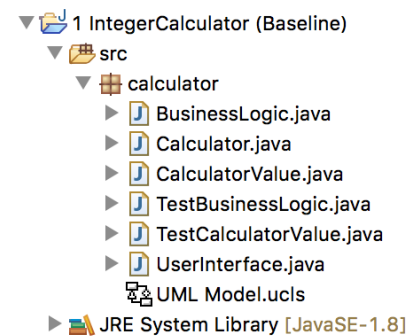 1 IntegerCalculator (Baseline)
src
calculator
BusinessLogic.java
Calculator.java
CalculatorValue.java
TestBusinessLogic.java
TestCalculatorValue.java
UserInterface.java
UML Model.ucls
JRE System Library [JavaSE-1.8]